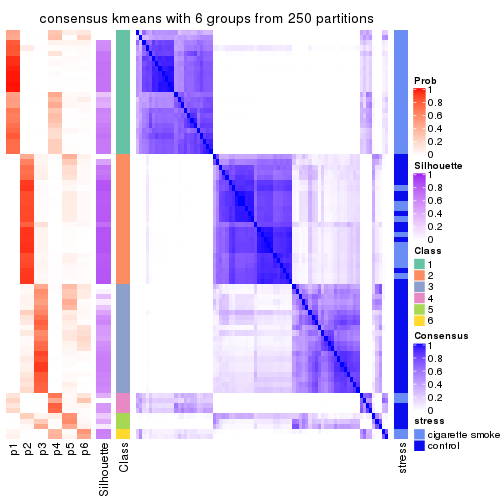 consensus kmeans with 6 groups from 250 partitions
Prob
1
0.8
0.6
0.4
0.2
0
Silhouette
1
0.8
0.6
0.4
0.2
0
Class
1
2
3
4
5
6
Consensus
1
0.8
0.6
0.4
0.2
0
stress
cigarette smoke
control
p1
p2
p3
p4
p5
p6
Silhouette
Class
stress